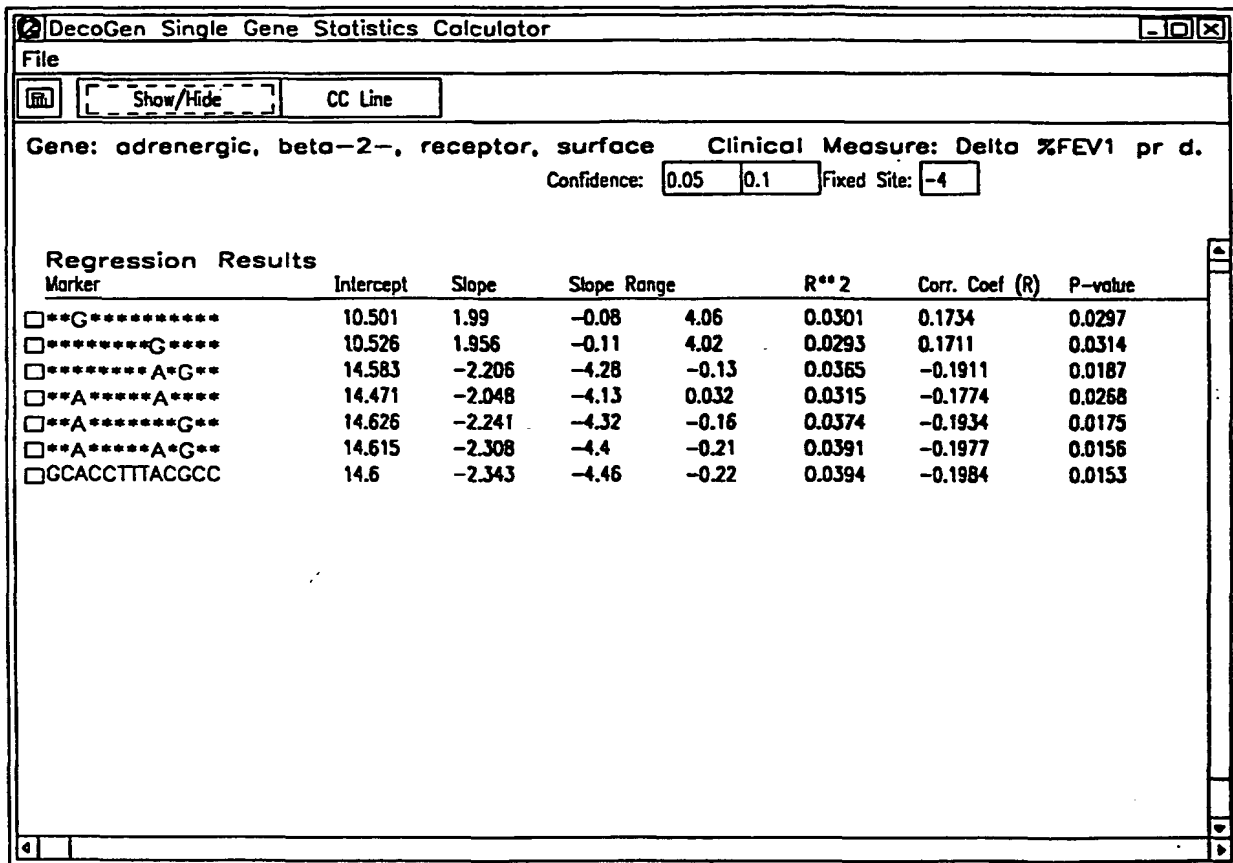 DecoGen Single Gene Statistics Calculator
File
Show/Hide CC Line
Gene: adrenergic, beta-2-, receptor, surface Clinical Measure: Delta %FEV1 pr d.
Confidence: 0.05 0.1 Fixed Site: -4
Regression Results
Marker Intercept Slope Slope Range R**2 Corr. Coef (R) P-value
**G********** 10.501 1.99 -0.08 4.06 0.0301 0.1734 0.0297
********G**** 10.526 1.956 -0.11 4.02 0.0293 0.1711 0.0314
********A*G** 14.583 -2.206 -4.28 -0.13 0.0365 -0.1911 0.0187
**A*****A**** 14.471 -2.048 -4.13 0.032 0.0315 -0.1774 0.0268
**A*******G** 14.626 -2.241 -4.32 -0.16 0.0374 -0.1934 0.0175
**A*****A*G** 14.615 -2.308 -4.4 -0.21 0.0391 -0.1977 0.0156
GCACCTTTACGCC 14.6 -2.343 -4.46 -0.22 0.0394 -0.1984 0.0153